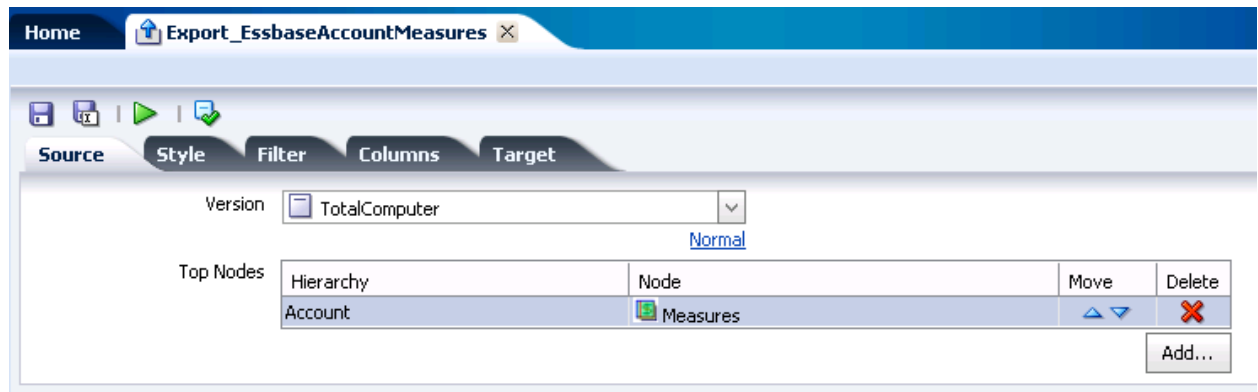 Home Export_EssbaseAccountMeasures
Source Style Filter Columns Target
Version TotalComputer
Normal
Top Nodes Hierarchy Node Move Delete
Account Measures
Add...